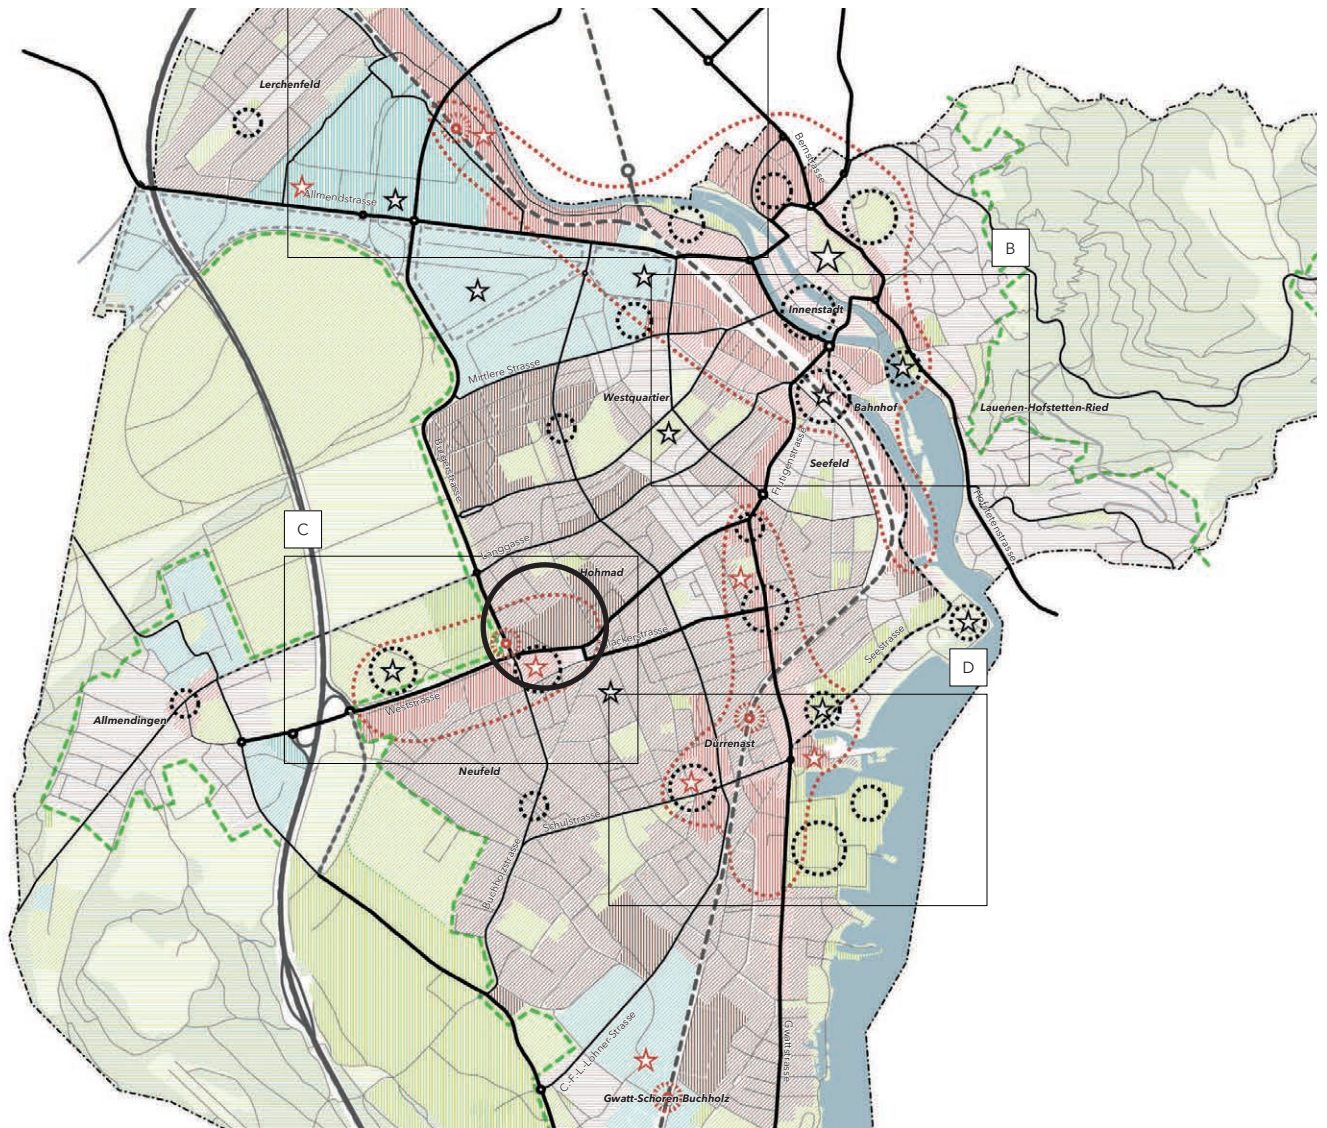 Lerchenfeld
Bernstrasse
Allmendstrasse
B
Innenstadt
Mittlere Strasse
Westquartier
Bahnhof
Lauenen-Hofstetten-Ried
Burgerstrasse
Frutigenstrasse
Seefeld
Hofstettenstrasse
C
Langgasse
Hohmad
Seestrasse
D
Weststrasse
Allmendingen
Dürrenast
Neufeld
Schulstrasse
Buchholzstrasse
C.-F.-L.-Lohner-Strasse
Gwattstrasse
Gwatt-Schoren-Buchholz